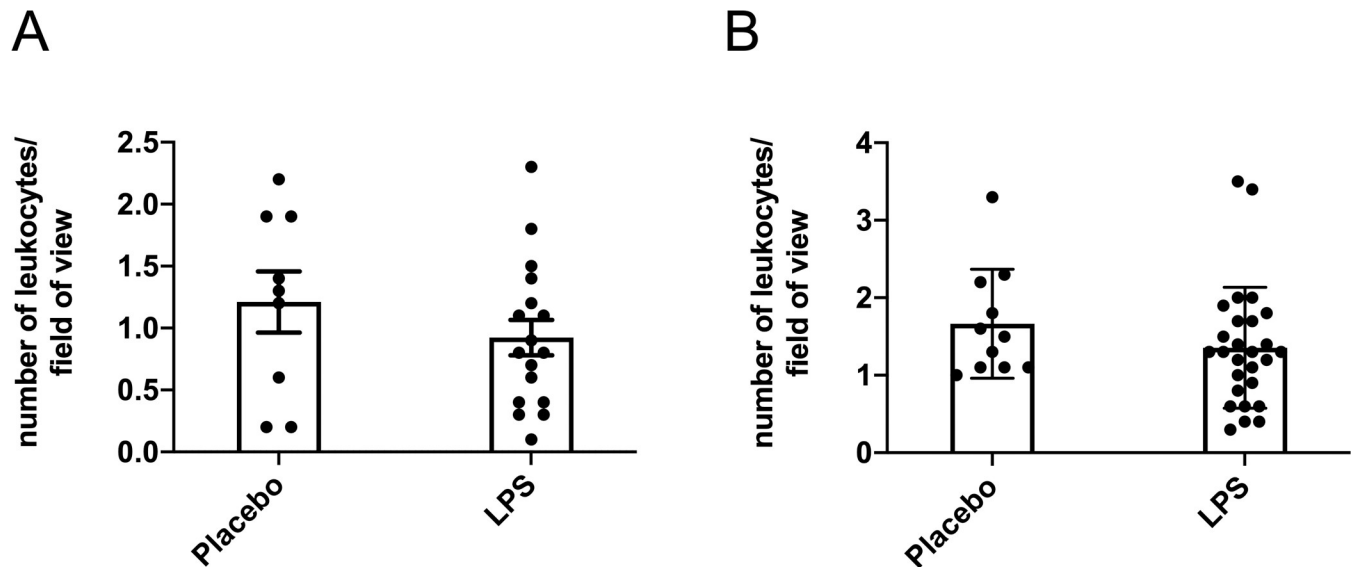 A
number of leukocytes/
field of view
2.5
2.0
1.5
1.0
0.5
0.0
Placebo
LPS
B
number of leukocytes/
field of view
4
3
2
1
0
Placebo
LPS